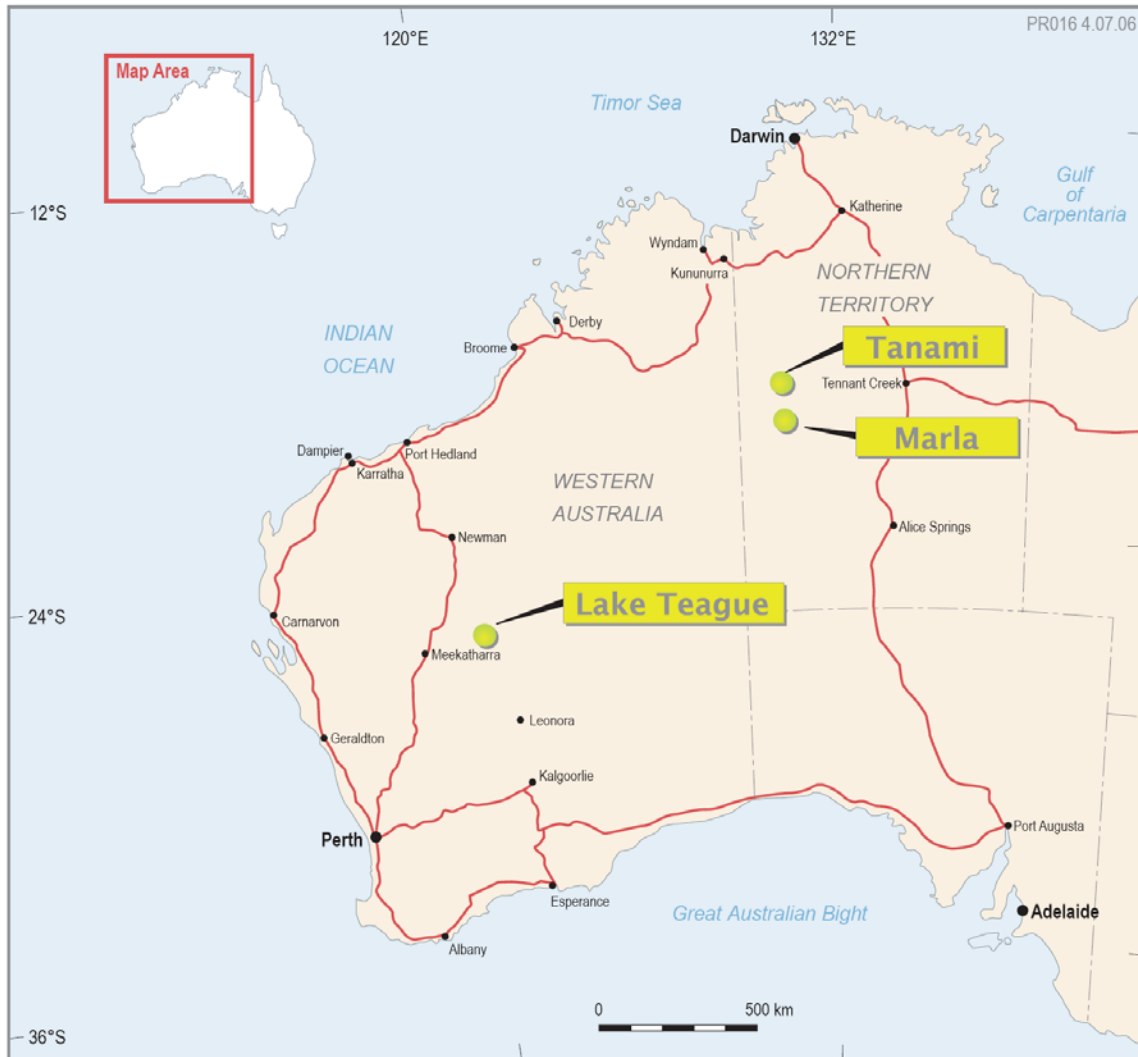 120°E
132°E
PR016 4.07.06
Map Area
Timor Sea
Darwin
Gulf
of
Carpentaria
12°S
Katherine
Wyndam
Kununurra
NORTHERN
TERRITORY
Derby
INDIAN
OCEAN
Broome
Tanami
Tennant Creek
Marla
Port Hedland
Dampier
Karratha
WESTERN
AUSTRALIA
Newman
Alice Springs
Lake Teague
24°S
Carnarvon
Meekatharra
Leonora
Geraldton
Kalgoorlie
Perth
Port Augusta
Esperance
Great Australian Bight
Adelaide
Albany
0
500 km
36°S